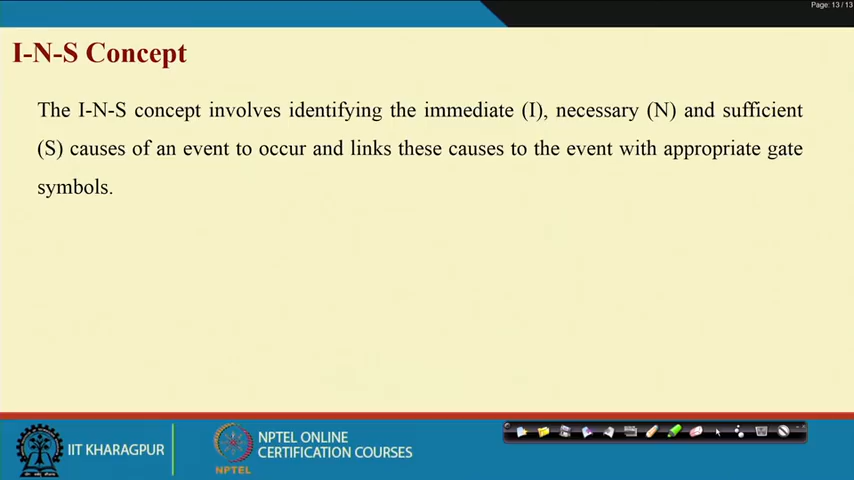 Page: 13 / 13
I-N-S Concept
The I-N-S concept involves identifying the immediate (I), necessary (N) and sufficient
(S) causes of an event to occur and links these causes to the event with appropriate gate
symbols.
IIT KHARAGPUR
NPTEL
NPTEL ONLINE
CERTIFICATION COURSES